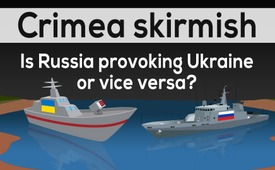 Crimea skirmish
Is Russia provoking Ukraine
or vice versa?